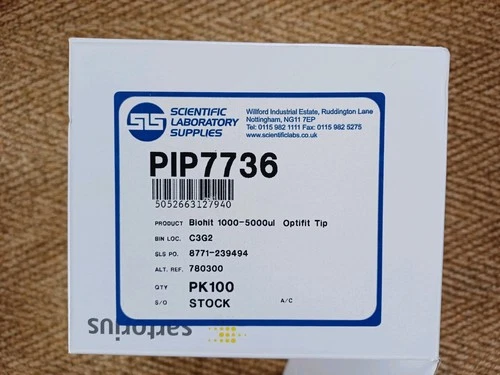 SLS
SCIENTIFIC
LABORATORY
SUPPLIES
Willford Industrial Estate, Ruddington Lane
Nottingham, NG11 7EP
Tel: 0115 982 1111 Fax: 0115 982 5275
www.scientificlabs.co.uk
PIP7736
5052663127940
PRODUCT Biohit 1000-5000ul Optifit Tip
BIN LOC. C3G2
SLS PO. 8771-239494
ALT. REF. 780300
QTY PK100
S/O STOCK A/C
sartorius